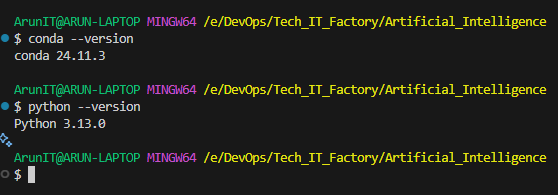 ArunIT@ARUN-LAPTOP MINGW64 /e/DevOps/Tech_IT_Factory/Artificial_Intelligence
$ conda --version
conda 24.11.3
ArunIT@ARUN-LAPTOP MINGW64 /e/DevOps/Tech_IT_Factory/Artificial_Intelligence
$ python --version
Python 3.13.0
ArunIT@ARUN-LAPTOP MINGW64 /e/DevOps/Tech_IT_Factory/Artificial_Intelligence
$